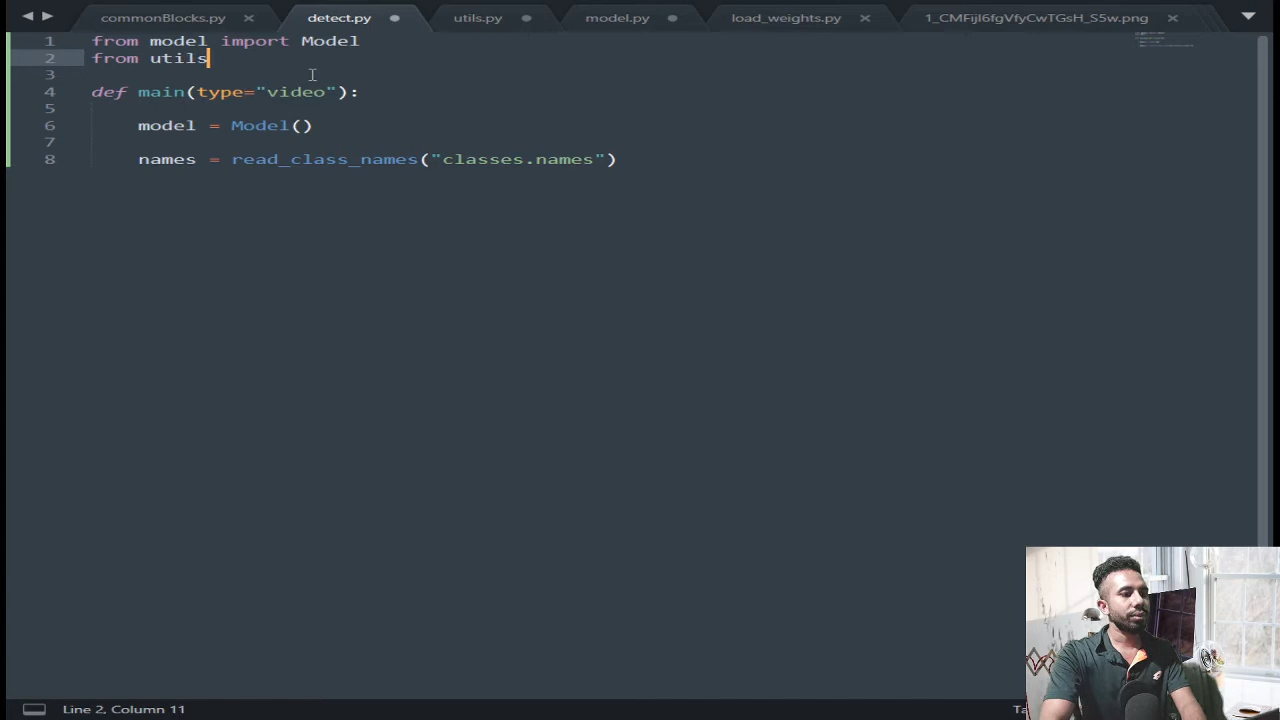 commonBlocks.py
detect.py
utils.py
model.py
load_weights.py
1_CMFijI6fgVfyCwTGsH_S5w.png
1 from model import Model
2 from utils
3
4 def main(type="video"):
5
6 model = Model()
7
8 names = read_class_names("classes.names")
Line 2, Column 11